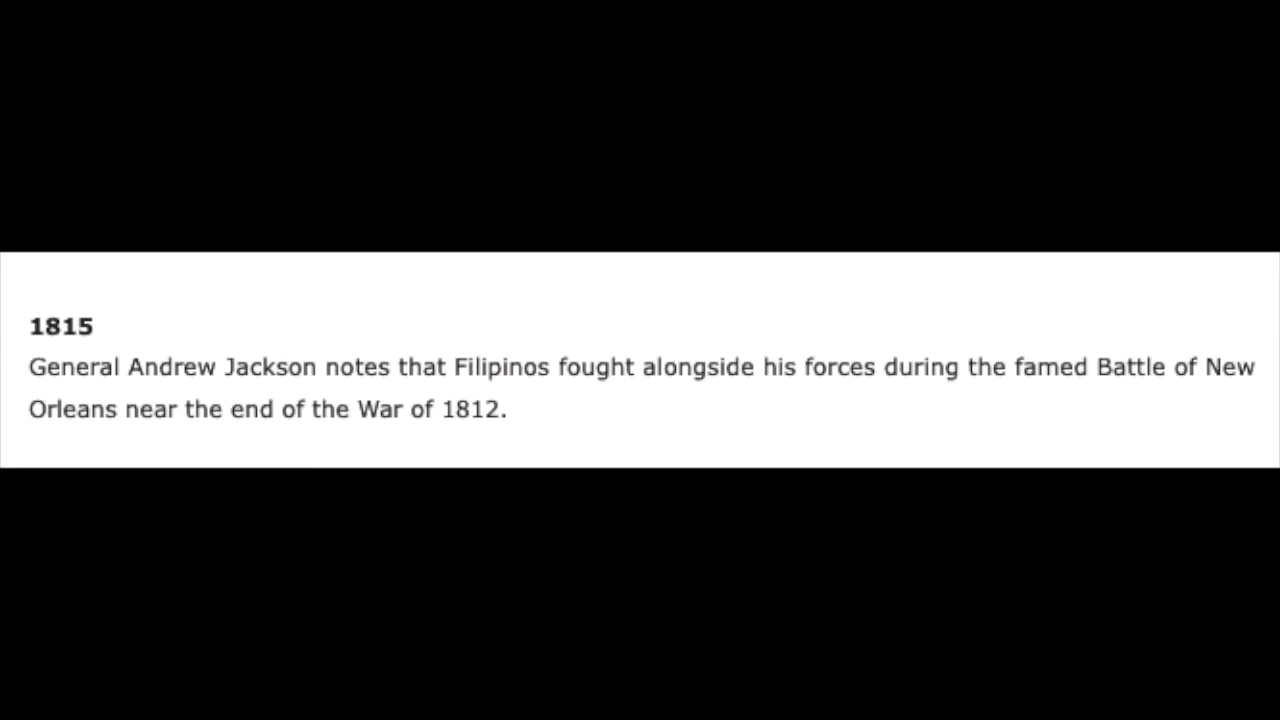 1815
General Andrew Jackson notes that Filipinos fought alongside his forces during the famed Battle of New
Orleans near the end of the War of 1812.